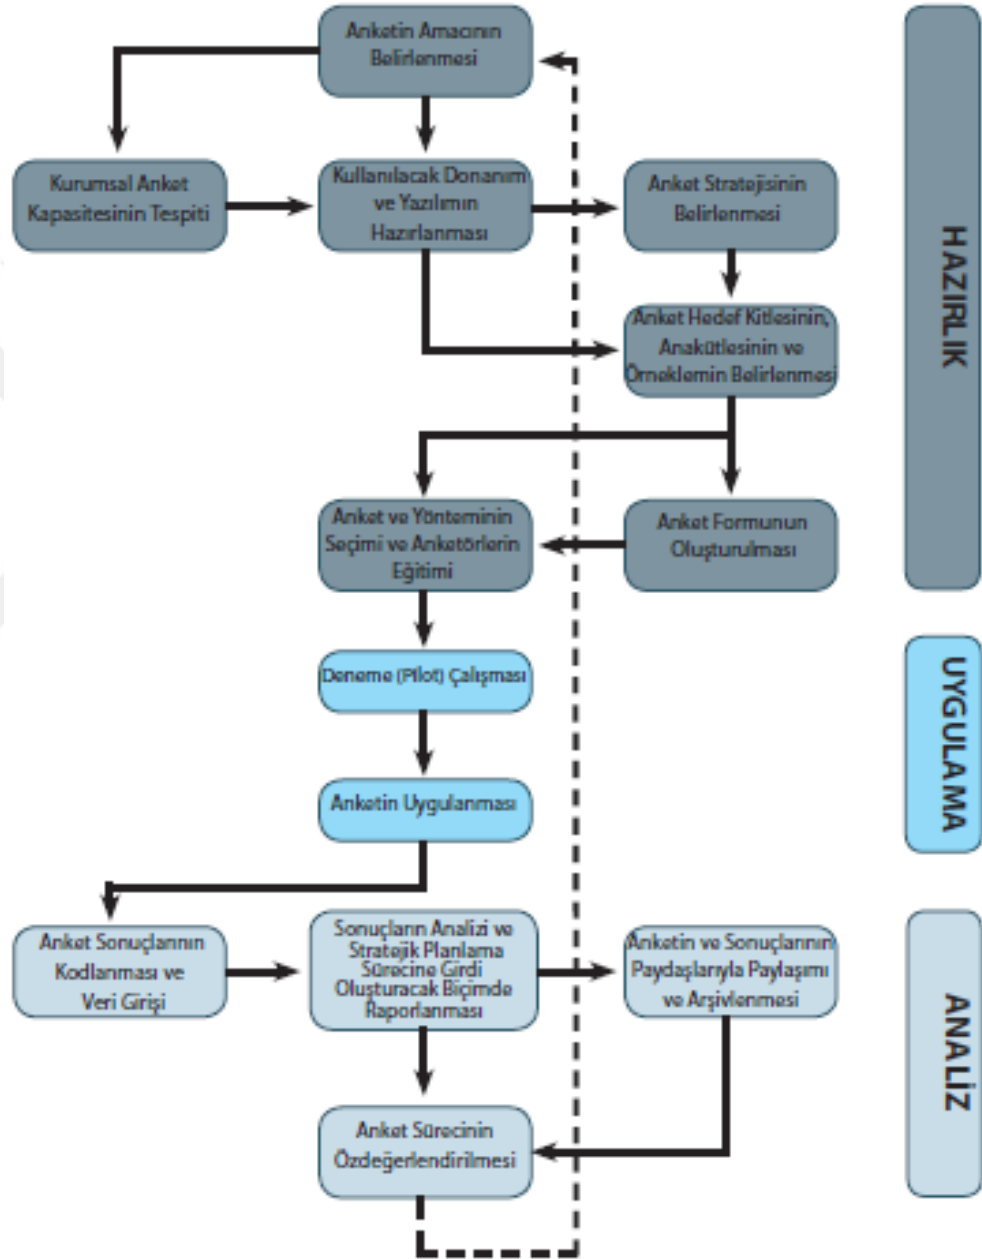 Anketin Amacının
Belirlenmesi
Kurumsal Anket
Kapasitesinin Tespiti
Kullanılacak Donanım
ve Yazılımın
Hazırlanması
Anket Stratejisinin
Belirlenmesi
Anket Hedef Kitlesinin,
Anakütlesinin ve
Örneklemin Belirlenmesi
HAZIRLIK
Anket ve Yönteminin
Seçimi ve Anketörlerin
Eğitimi
Anket Formunun
Oluşturulması
Deneme (Pilot) Çalışması
Anketin Uygulanması
UYGULAMA
Anket Sonuçlarının
Kodlanması ve
Veri Girişi
Sonuçların Analizi ve
Stratejik Planlama
Sürecine Girdi
Oluşturacak Biçimde
Raporlanması
Anketin ve Sonuçlarının
Paydaşlarıyla Paylaşımı
ve Arşivlenmesi
Anket Sürecinin
Özdeğerlendirilmesi
ANALİZ